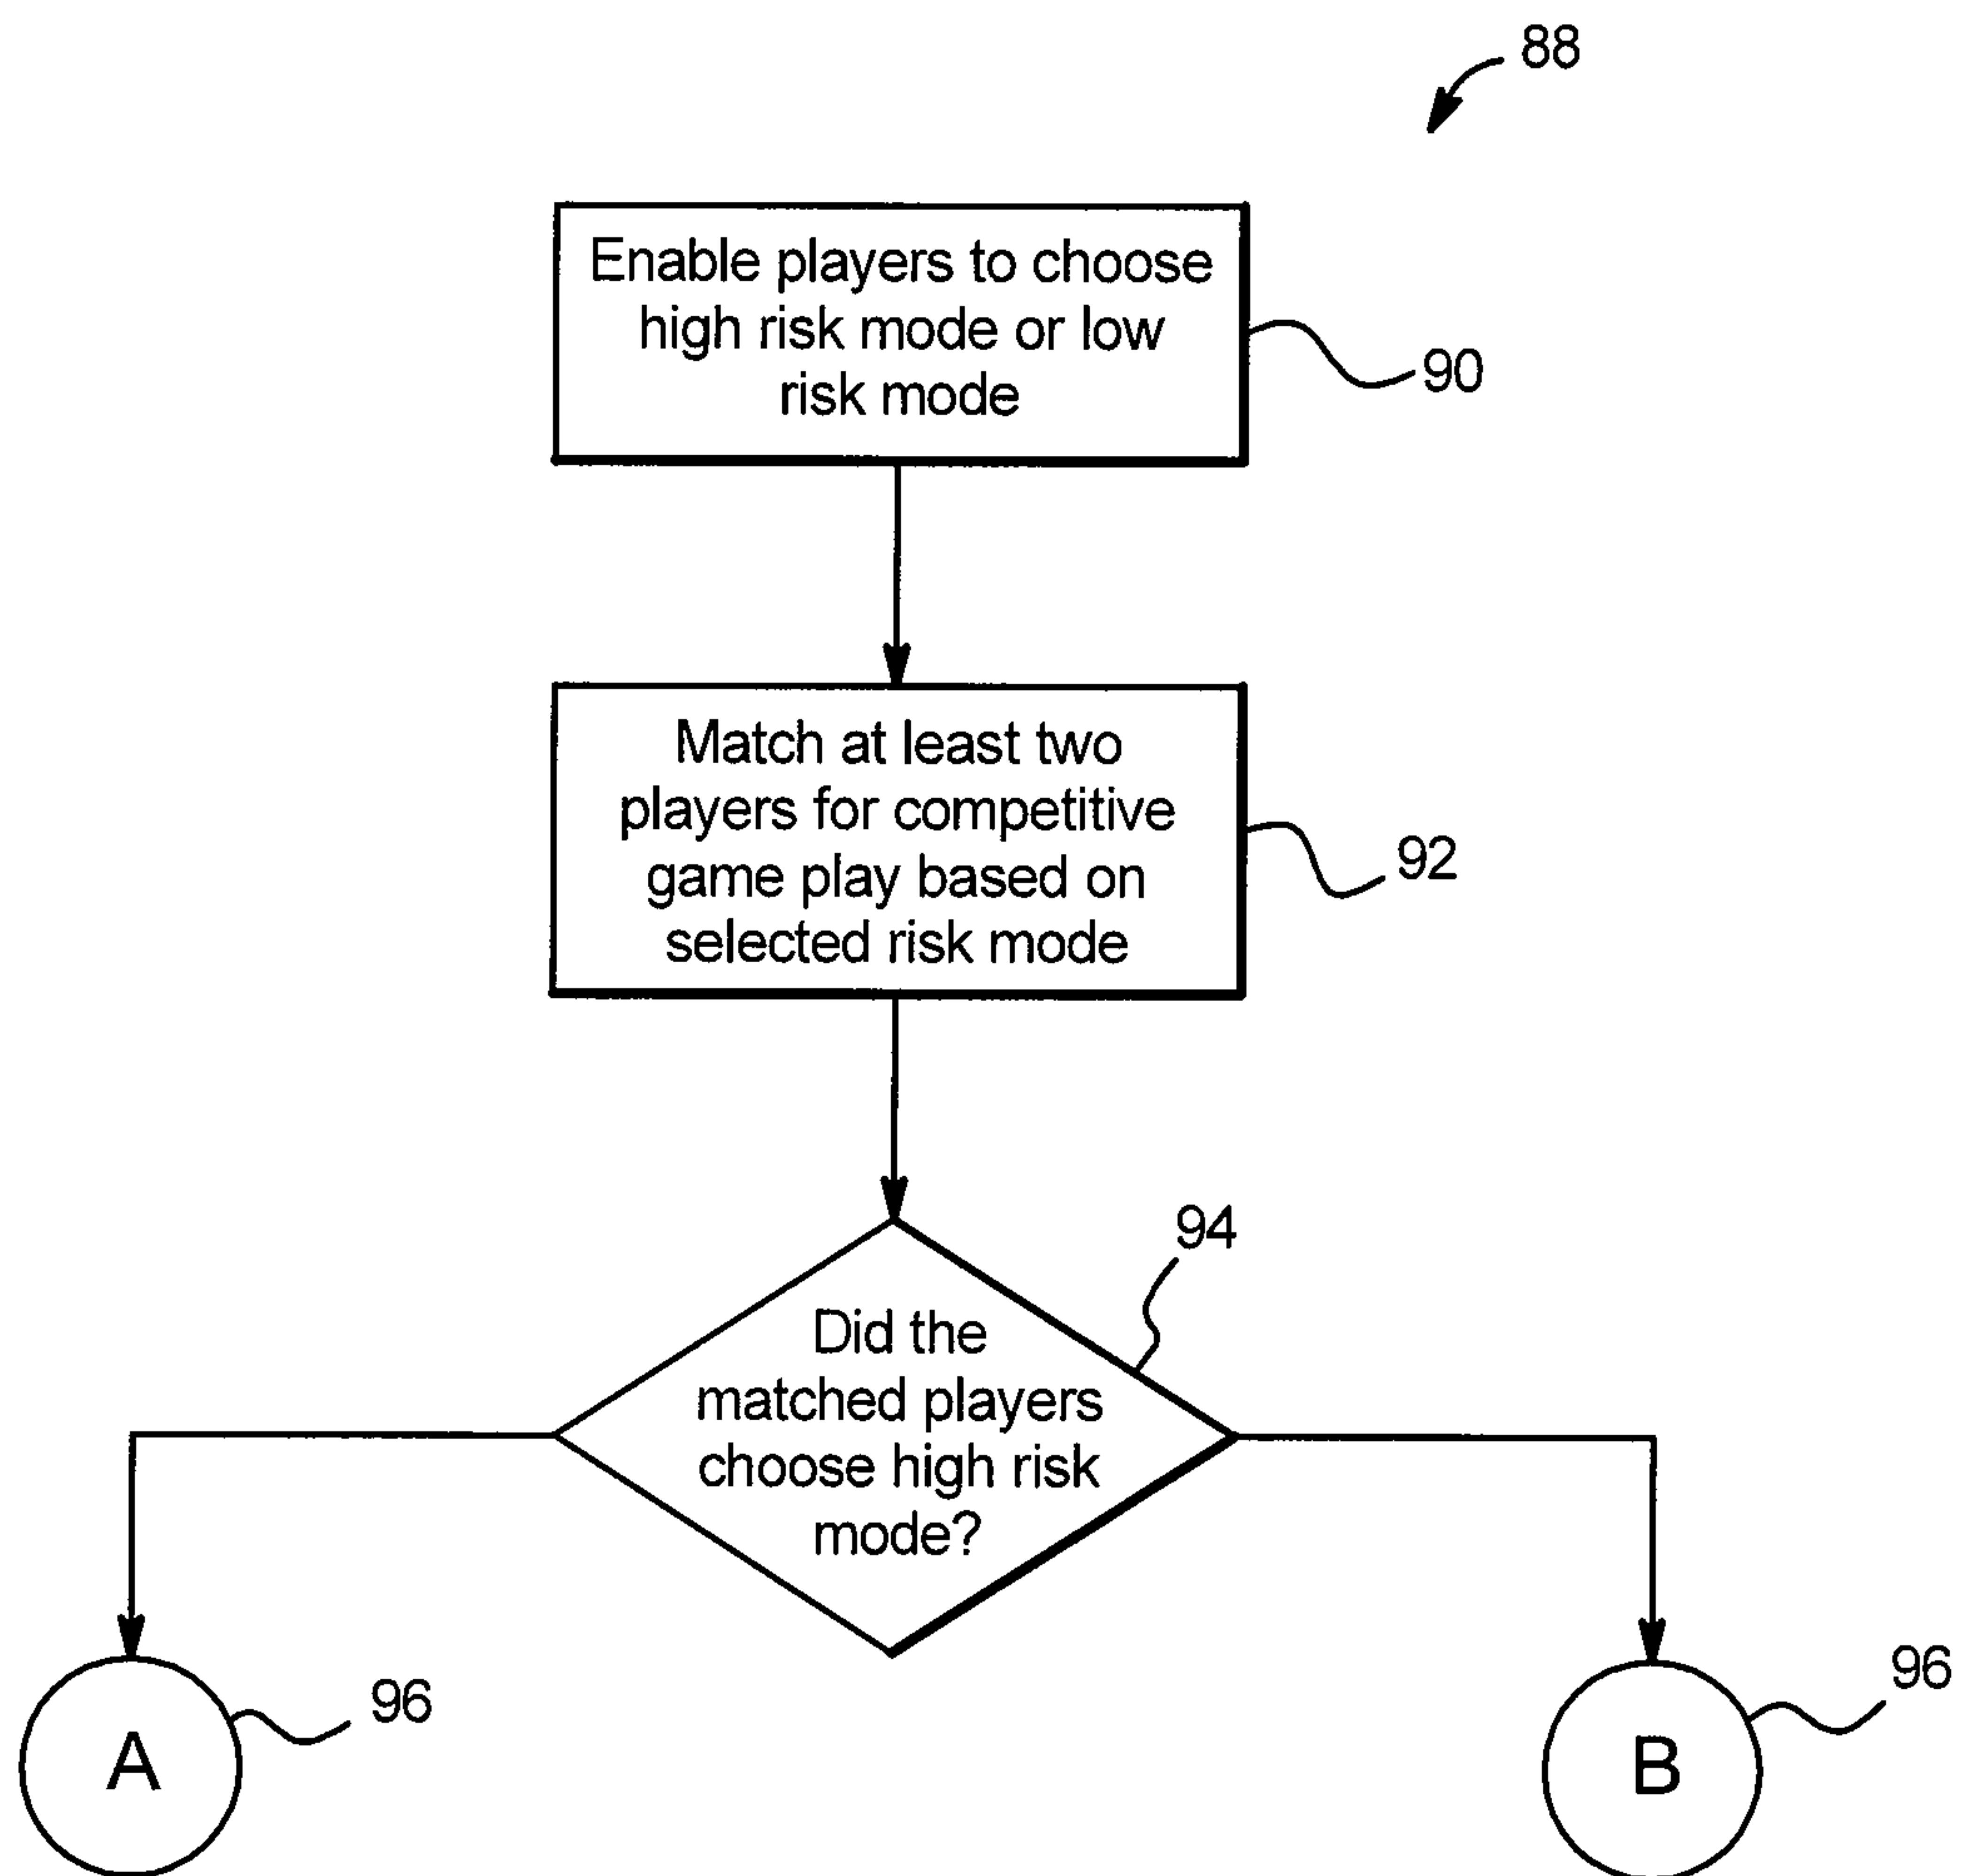 88
Enable players to choose
high risk mode or low
risk mode
90
Match at least two
players for competitive
game play based on
selected risk mode
92
94
Did the
matched players
choose high risk
mode?
96
A
96
B